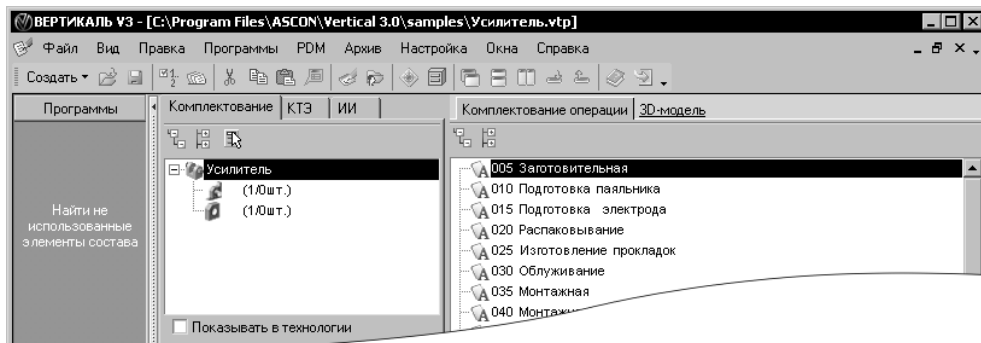 ВЕРТИКАЛЬ V3 - [C:\Program Files\ASCON\Vertical 3.0\samples\Усилитель.vtp]
Файл Вид Правка Программы PDM Архив Настройка Окна Справка
Создать
Программы
Комплектование КТЭ ИИ
Комплектование операции 3D-модель
Найти не
использованные
элементы состава
Усилитель
(1/0шт.)
(1/0шт.)
Показывать в технологии
005 Заготовительная
010 Подготовка паяльника
015 Подготовка электрода
020 Распаковывание
025 Изготовление прокладок
030 Облуживание
035 Монтажная
040